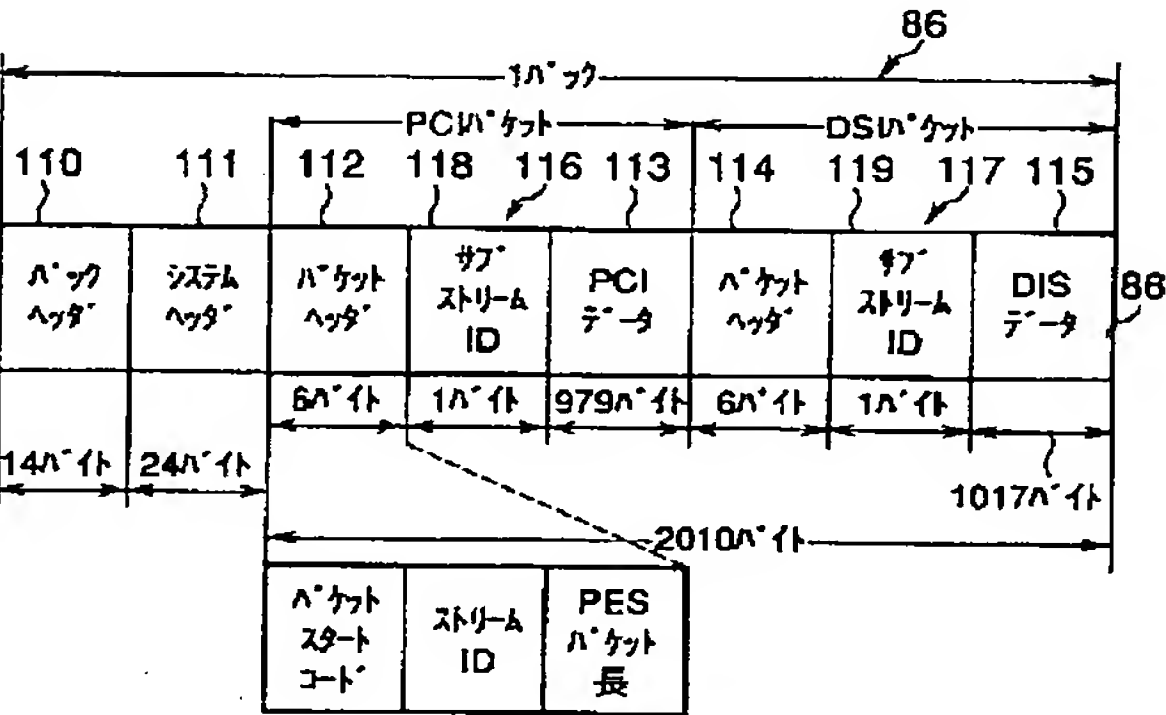 86
1パック
PCIパケット
DSIパケット
110
111
112
118
116
113
114
119
117
115
パック
ヘッダ
システム
ヘッダ
パケット
ヘッダ
サブ
ストリーム
ID
PCI
データ
パケット
ヘッダ
サブ
ストリーム
ID
DIS
データ
86
6バイト
1バイト
979バイト
6バイト
1バイト
14バイト
24バイト
1017バイト
2010バイト
パケット
スタート
コード
ストリーム
ID
PES
パケット
長